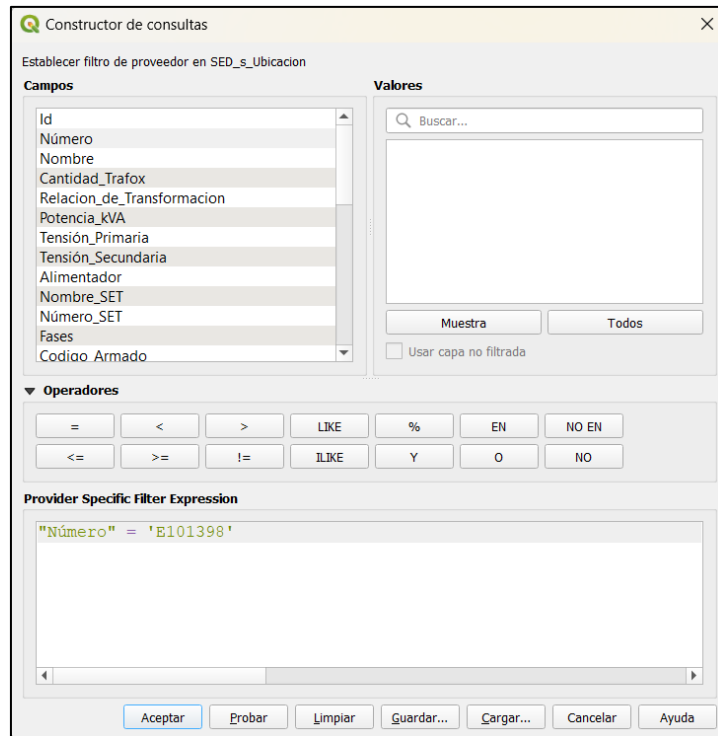 Constructor de consultas
Establecer filtro de proveedor en SED_s_Ubicacion
Campos
Id
Número
Nombre
Cantidad_Trafox
Relacion_de_Transformacion
Potencia_kVA
Tensión_Primaria
Tensión_Secundaria
Alimentador
Nombre_SET
Número_SET
Fases
Codigo_Armado
Valores
Buscar...
Muestra Todos
Usar capa no filtrada
Operadores
= < > LIKE % EN NO EN
<= >= != ILIKE Y O NO
Provider Specific Filter Expression
"Número" = 'E101398'
Aceptar Probar Limpiar Guardar... Cargar... Cancelar Ayuda